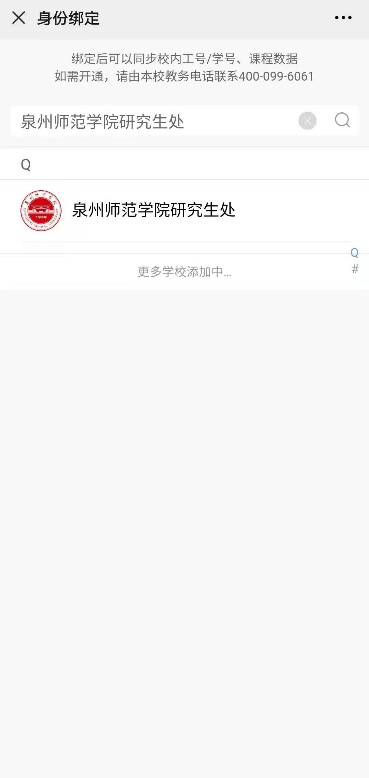 身份绑定
绑定后可以同步校内工号/学号、课程数据
如需开通，请由本校教务电话联系400-099-6061
泉州师范学院研究生处
Q
泉州师范学院研究生处
Q
#
更多学校添加中...